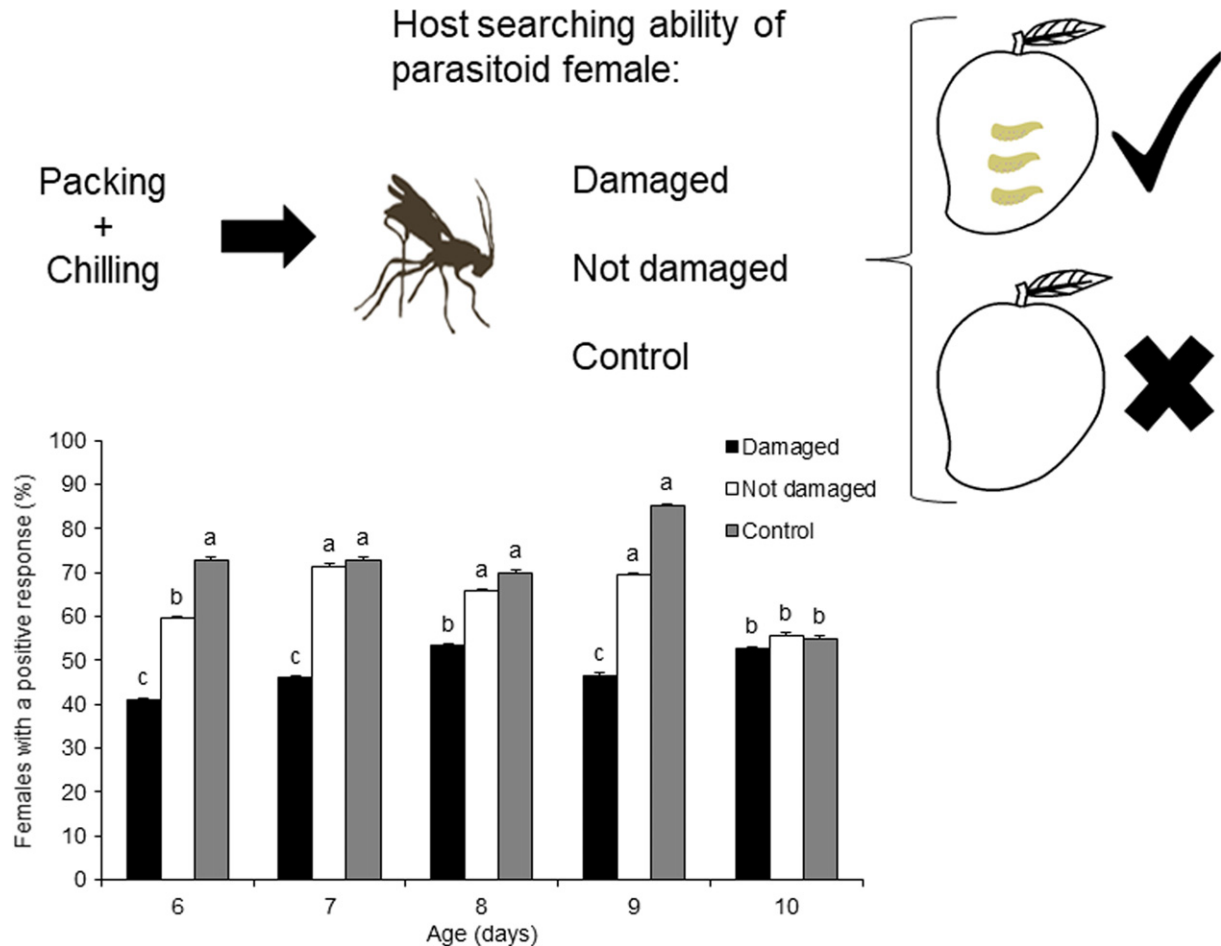 Host searching ability of
parasitoid female:
Packing
+
Chilling
Damaged
Not damaged
Control
Females with a positive response (%)
100
90
80
70
60
50
40
30
20
10
0
Damaged
Not damaged
Control
c
b
a
c
a
a
b
a
a
c
a
a
b
b
b
6
7
8
9
10
Age (days)